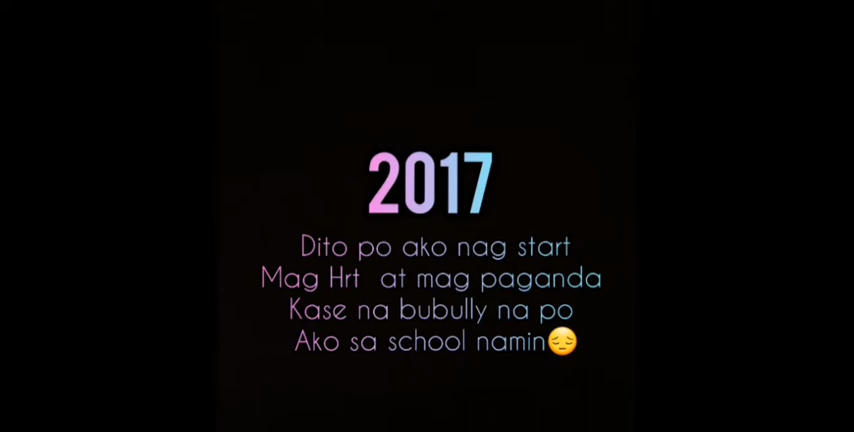 2017
Dito po ako nag start
Mag Hrt at mag paganda
Kase na bubully na po
Ako sa school namin😔